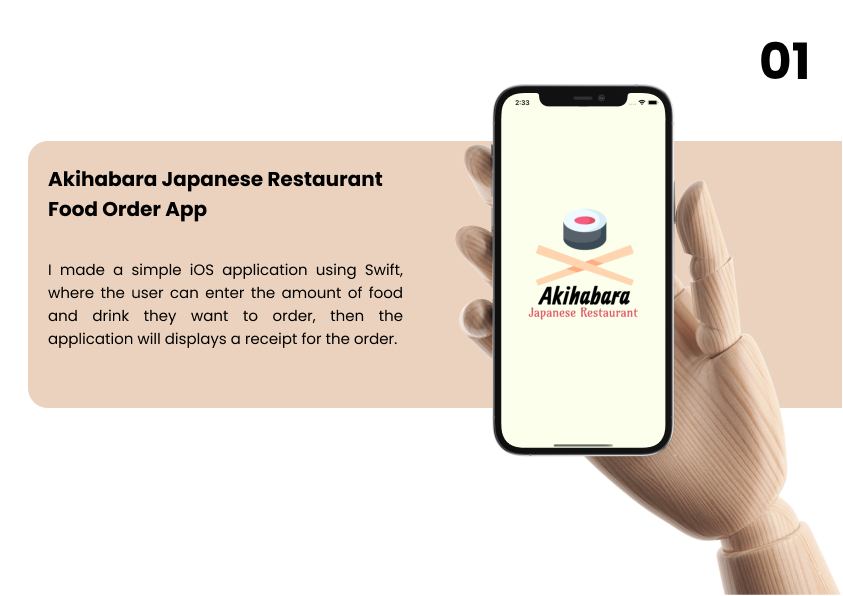 01
2:33
Akihabara Japanese Restaurant
Food Order App
I made a simple iOS application using Swift,
where the user can enter the amount of food
and drink they want to order, then the
application will displays a receipt for the order.
Akihabara
Japanese Restaurant